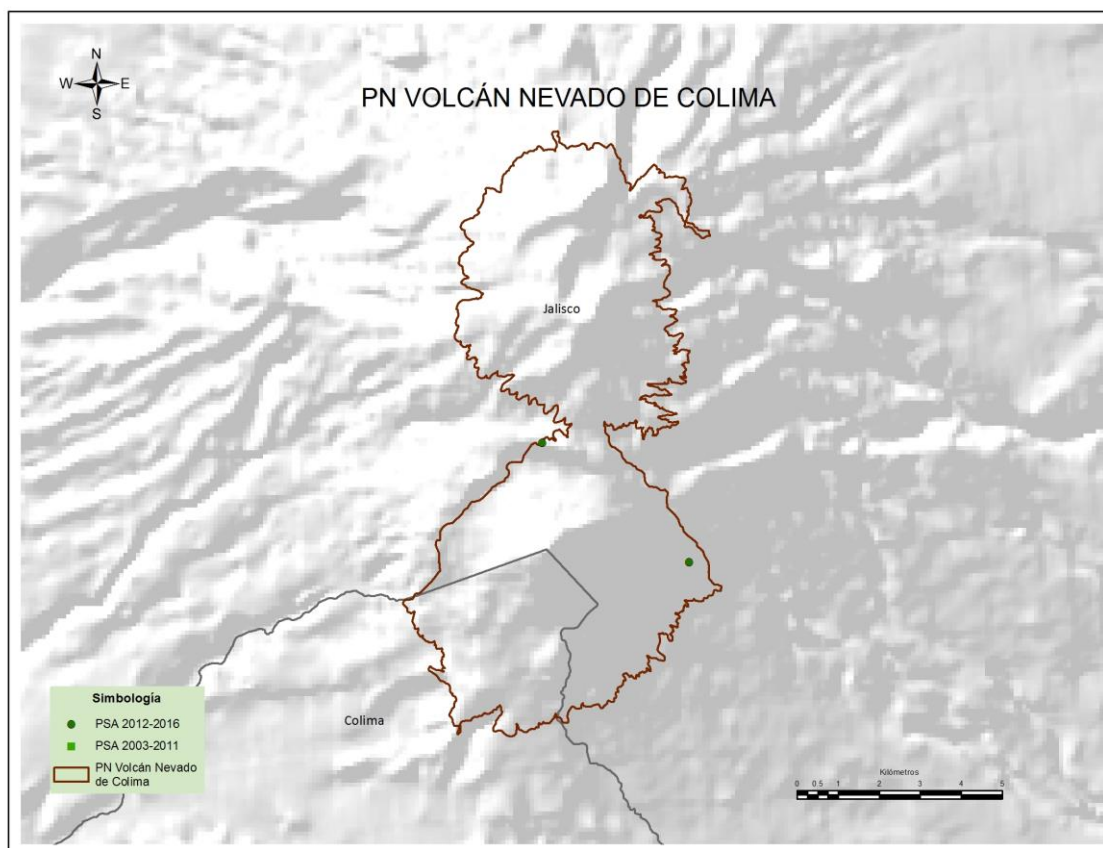 N
W E
S
PN VOLCÁN NEVADO DE COLIMA
Jalisco
Colima
Simbología
PSA 2012-2016
PSA 2003-2011
PN Volcán Nevado
de Colima
Kilómetros
0 0.5 1 2 3 4 5